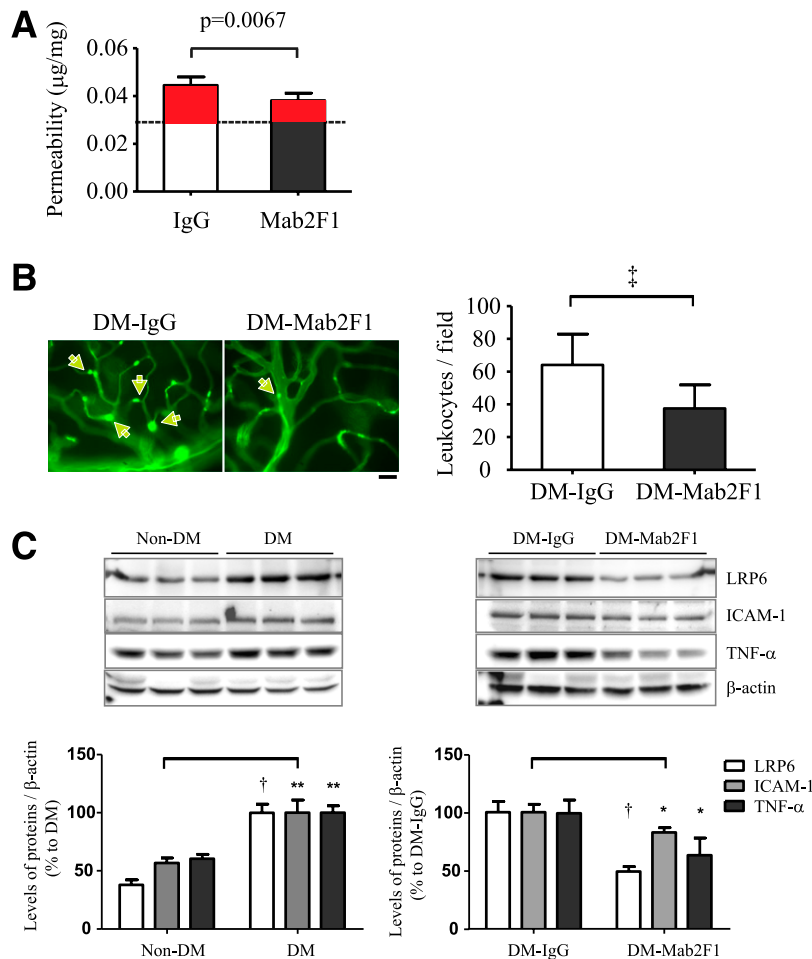 A
p=0.0067
Permeability (µg/mg)
0.06
0.04
0.02
0.00
IgG
Mab2F1
B
DM-IgG
DM-Mab2F1
‡
Leukocytes / field
100
80
60
40
20
0
DM-IgG
DM-Mab2F1
C
Non-DM
DM
DM-IgG
DM-Mab2F1
LRP6
ICAM-1
TNF-α
β-actin
Levels of proteins / β-actin
(% to DM)
150
100
50
0
† ** **
Non-DM
DM
Levels of proteins / β-actin
(% to DM-IgG)
150
100
50
0
† * *
DM-IgG
DM-Mab2F1
LRP6
ICAM-1
TNF-α